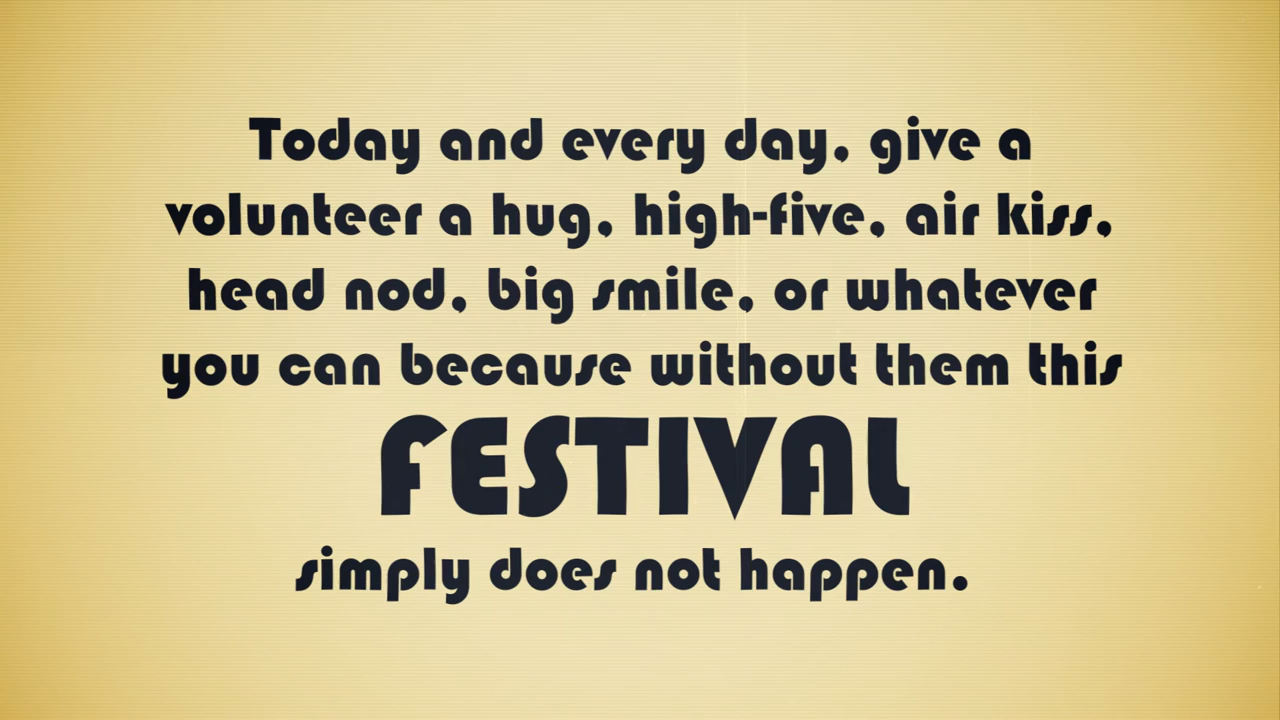 Today and every day, give a
volunteer a hug, high-five, air kiss,
head nod, big smile, or whatever
you can because without them this
FESTIVAL
simply does not happen.